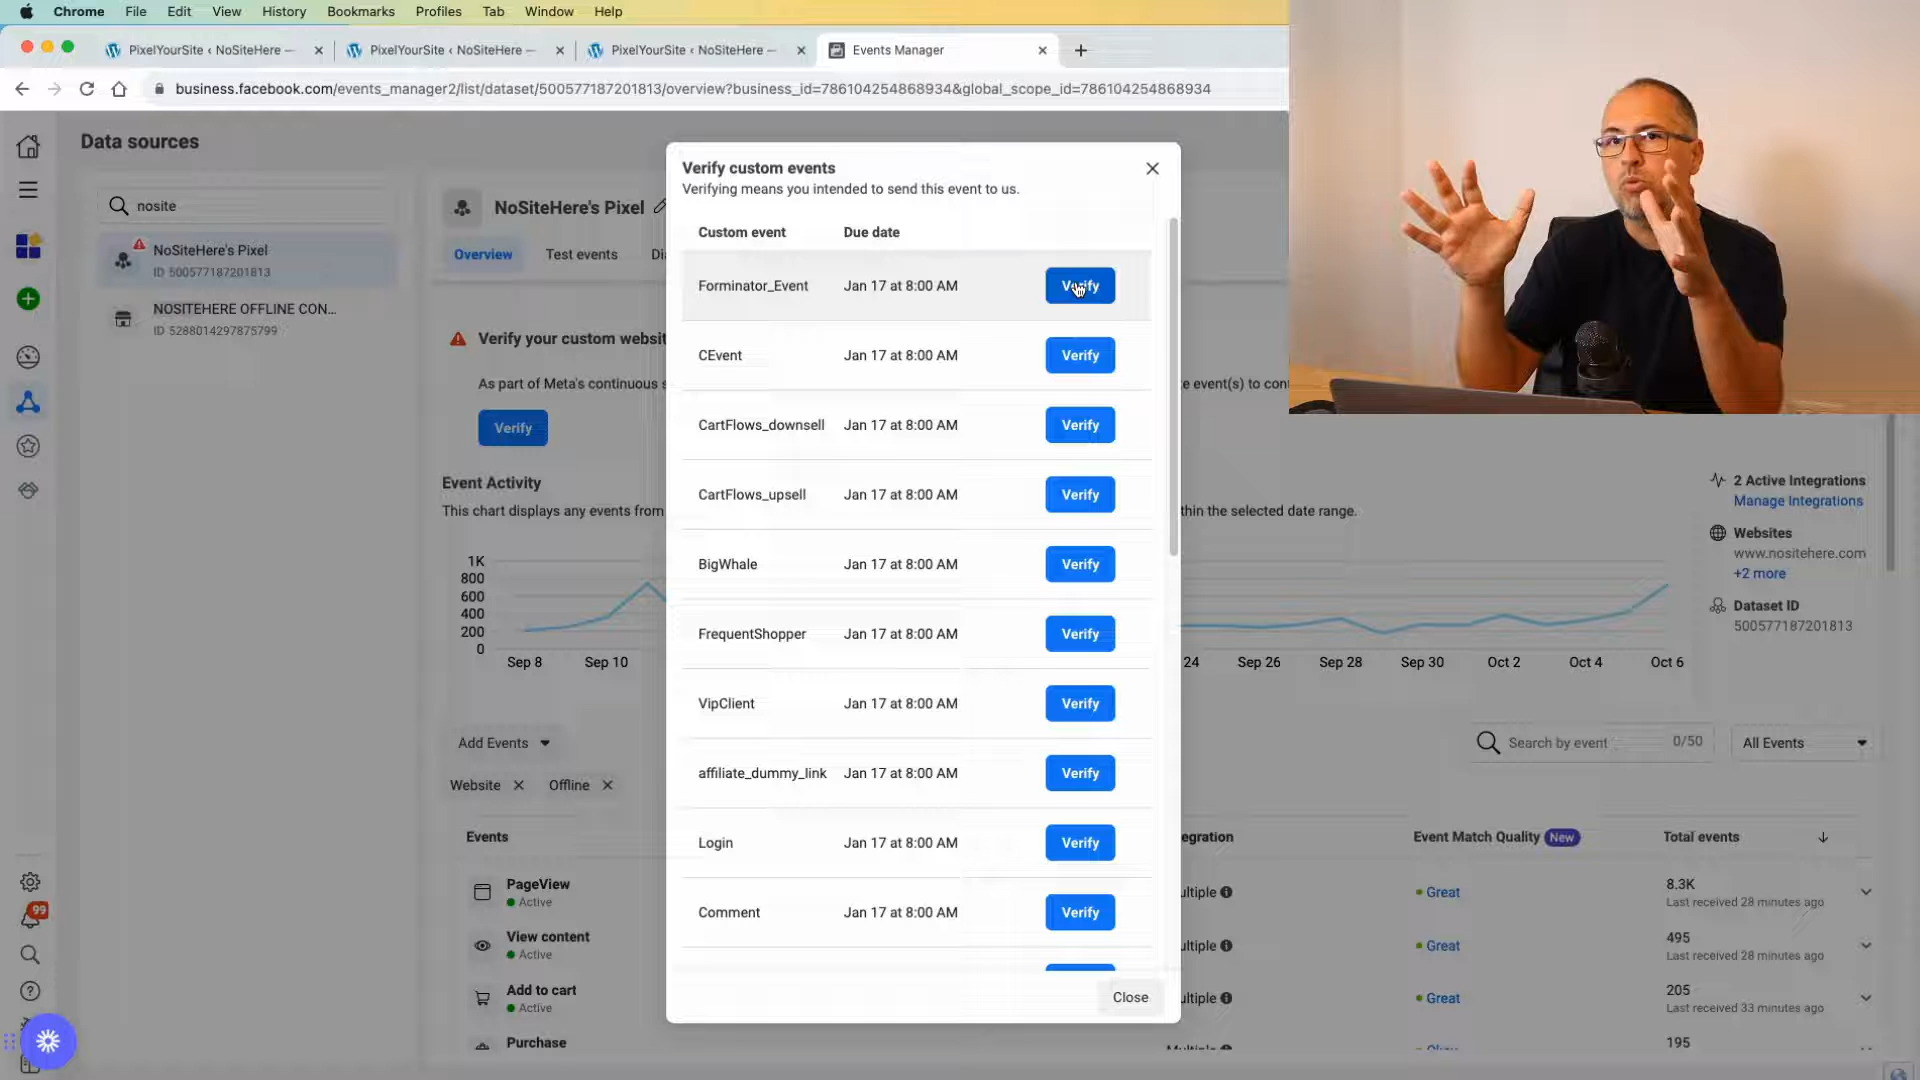 Chrome File Edit View History Bookmarks Profiles Tab Window Help
PixelYourSite ‹ NoSiteHere —
PixelYourSite ‹ NoSiteHere —
PixelYourSite ‹ NoSiteHere —
Events Manager
business.facebook.com/events_manager2/list/dataset/500577187201813/overview?business_id=786104254868934&global_scope_id=786104254868934
Data sources
nosite
NoSiteHere's Pixel
ID 500577187201813
NOSITEHERE OFFLINE CON...
ID 5288014297875799
99
NoSiteHere's Pixel
Overview Test events Di
Verify your custom websit
As part of Meta's continuous s
e event(s) to con
Verify
Event Activity
This chart displays any events from
thin the selected date range.
1K
800
600
400
200
0
Sep 8 Sep 10
24 Sep 26 Sep 28 Sep 30 Oct 2 Oct 4 Oct 6
2 Active Integrations
Manage Integrations
Websites
www.nositehere.com
+2 more
Dataset ID
500577187201813
Verify custom events
Verifying means you intended to send this event to us.
Custom event Due date
Forminator_Event Jan 17 at 8:00 AM Verify
CEvent Jan 17 at 8:00 AM Verify
CartFlows_downsell Jan 17 at 8:00 AM Verify
CartFlows_upsell Jan 17 at 8:00 AM Verify
BigWhale Jan 17 at 8:00 AM Verify
FrequentShopper Jan 17 at 8:00 AM Verify
VipClient Jan 17 at 8:00 AM Verify
affiliate_dummy_link Jan 17 at 8:00 AM Verify
Login Jan 17 at 8:00 AM Verify
Comment Jan 17 at 8:00 AM Verify
Close
Add Events
Website Offline
Search by event 0/50
All Events
Events
egration Event Match Quality New Total events
PageView
Active
ultiple Great 8.3K
Last received 28 minutes ago
View content
Active
ultiple Great 495
Last received 28 minutes ago
Add to cart
Active
ultiple Great 205
Last received 33 minutes ago
Purchase
195